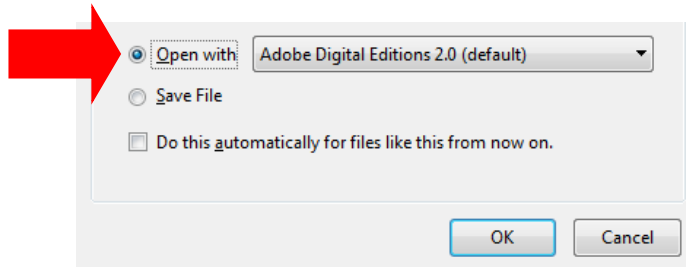 Open with Adobe Digital Editions 2.0 (default)
Save File
Do this automatically for files like this from now on.
OK Cancel